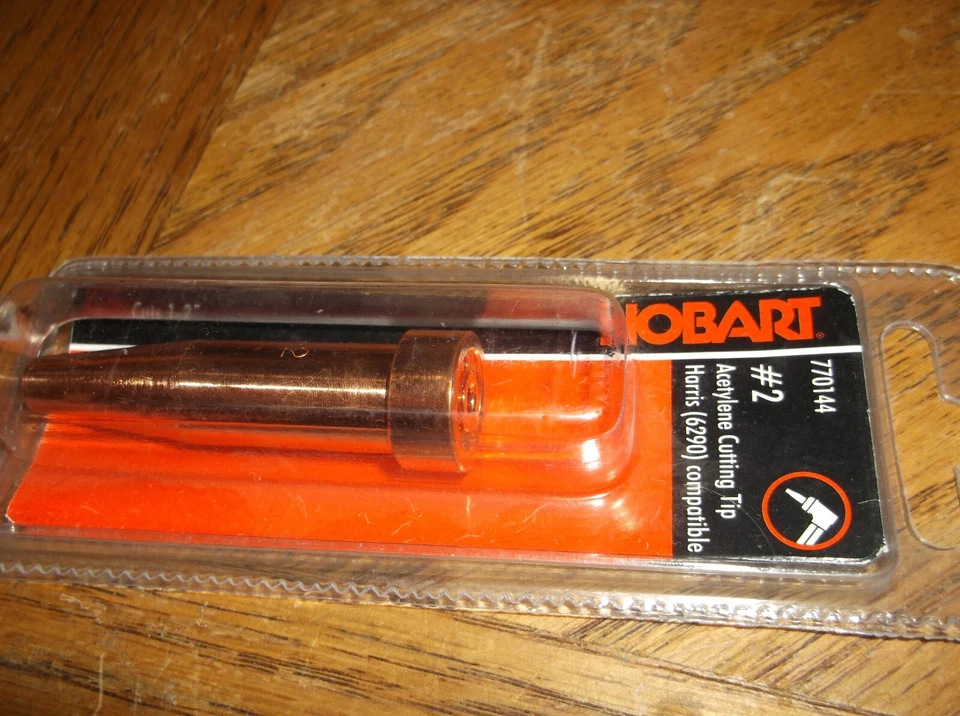 HOBART
770144
#2
Acetylene Cutting Tip
Harris (6290) compatible